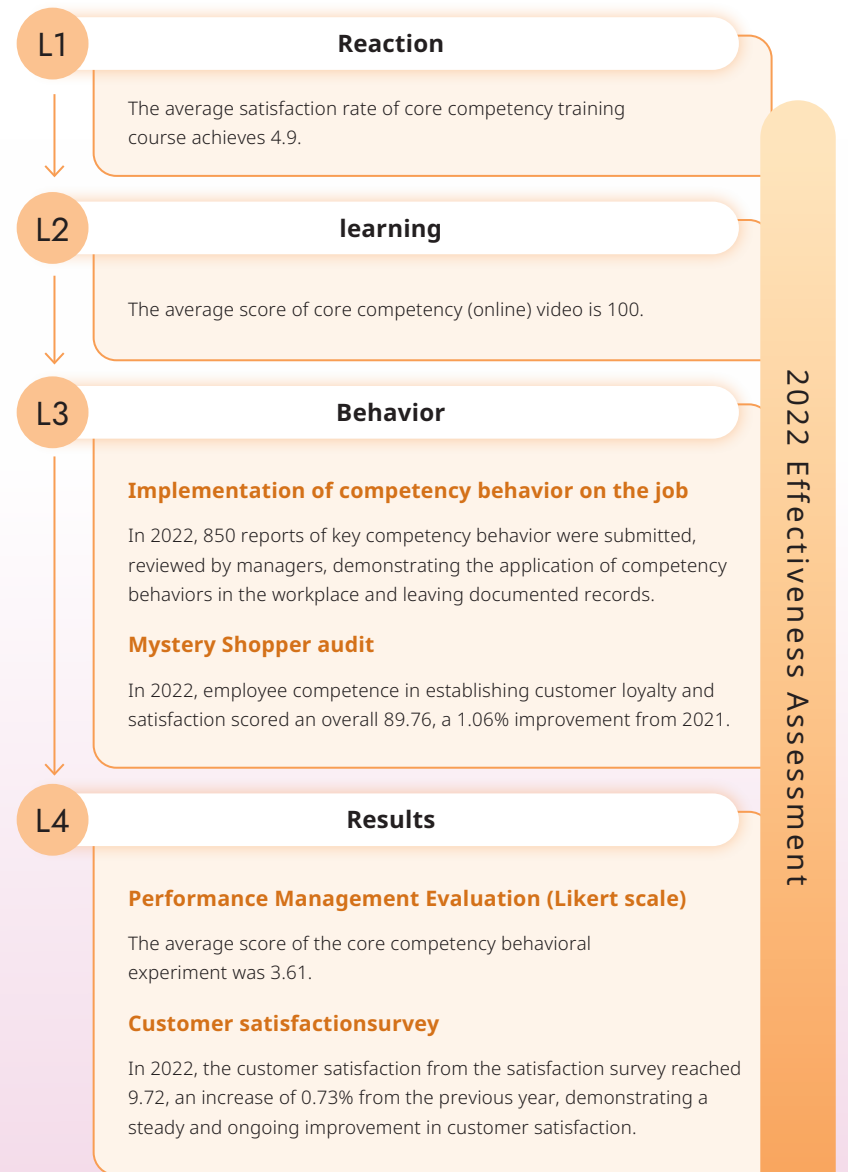 L1
Reaction
The average satisfaction rate of core competency training
course achieves 4.9.
L2
learning
The average score of core competency (online) video is 100.
L3
Behavior
Implementation of competency behavior on the job
In 2022, 850 reports of key competency behavior were submitted,
reviewed by managers, demonstrating the application of competency
behaviors in the workplace and leaving documented records.
Mystery Shopper audit
In 2022, employee competence in establishing customer loyalty and
satisfaction scored an overall 89.76, a 1.06% improvement from 2021.
L4
Results
Performance Management Evaluation (Likert scale)
The average score of the core competency behavioral
experiment was 3.61.
Customer satisfactionsurvey
In 2022, the customer satisfaction from the satisfaction survey reached
9.72, an increase of 0.73% from the previous year, demonstrating a
steady and ongoing improvement in customer satisfaction.
2022 Effectiveness Assessment